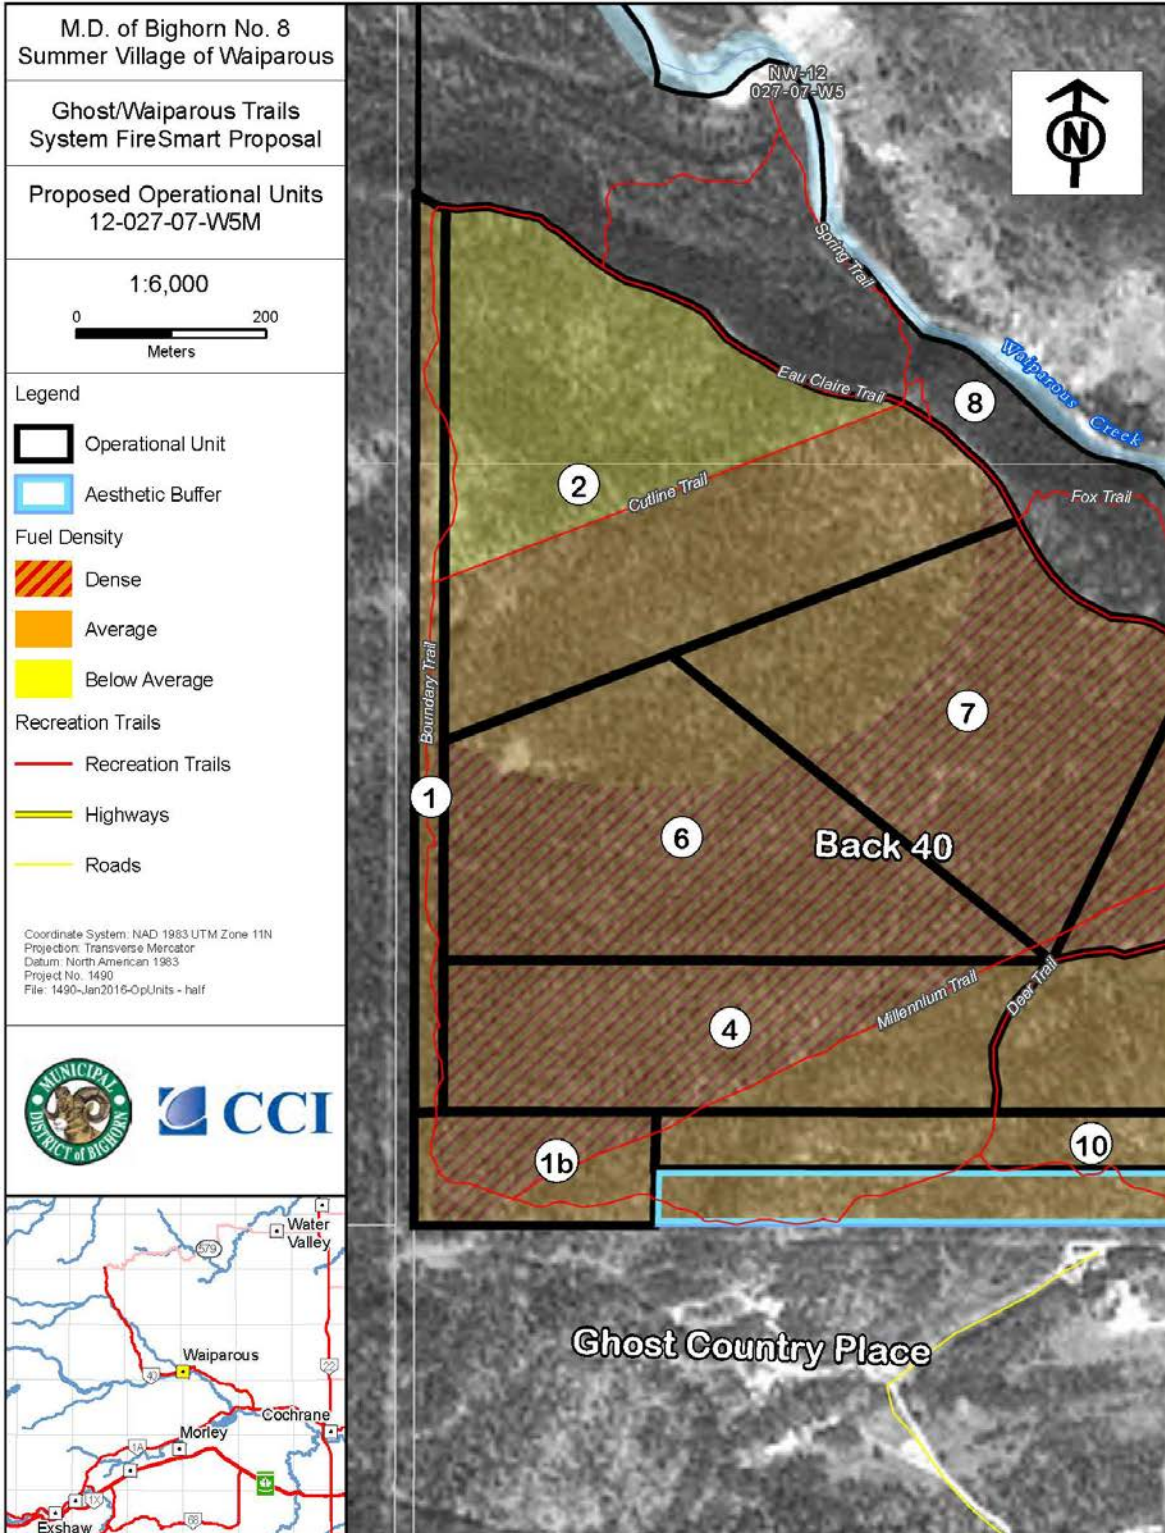 M.D. of Bighorn No. 8
Summer Village of Waiparous
Ghost/Waiparous Trails
System FireSmart Proposal
Proposed Operational Units
12-027-07-W5M
1:6,000
0 200
Meters
Legend
Operational Unit
Aesthetic Buffer
Fuel Density
Dense
Average
Below Average
Recreation Trails
Recreation Trails
Highways
Roads
Coordinate System: NAD 1983 UTM Zone 11N
Projection: Transverse Mercator
Datum: North American 1983
Project No. 1490
File: 1490-Jan2016-OpUnits - half
MUNICIPAL
DISTRICT of BIGHORN
CCI
Water
Valley
579
Waiparous
40
22
Cochrane
Morley
1A
1X
68
Exshaw
NW-12
027-07-W5
N
Spring Trail
Waiparous Creek
Eau Claire Trail
8
2
Cutline Trail
Fox Trail
Boundary Trail
7
1
6
Back 40
4
Millennium Trail
Deer Trail
10
1b
Ghost Country Place